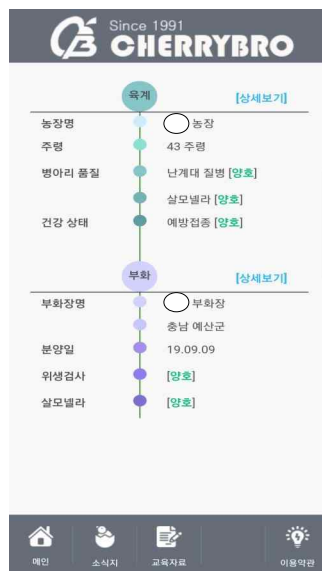 Since 1991
CHERRYBRO
육계
[상세보기]
농장명 농장
주령 43 주령
병아리 품질 난계대 질병 [양호]
살모넬라 [양호]
건강 상태 예방접종 [양호]
부화
[상세보기]
부화장명 부화장
충남 예산군
분양일 19.09.09
위생검사 [양호]
살모넬라 [양호]
메인 소식지 교육자료 이용약관